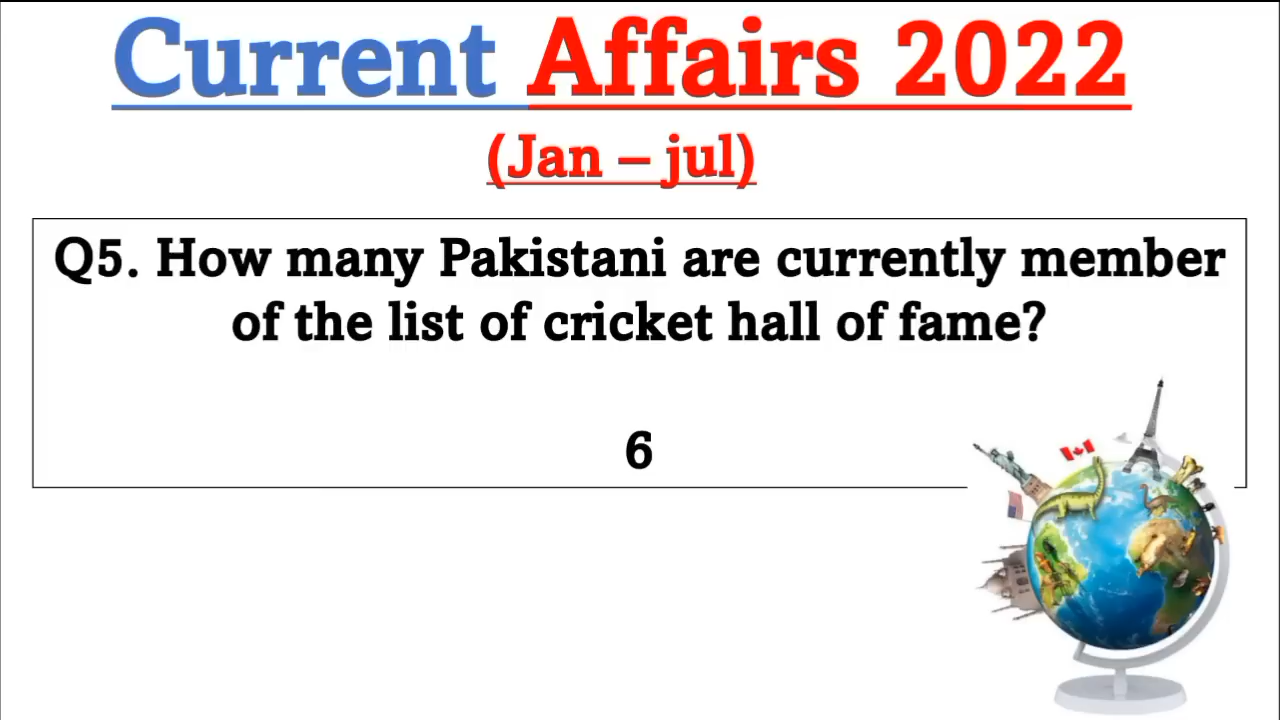 Current Affairs 2022
(Jan – jul)
Q5. How many Pakistani are currently member
of the list of cricket hall of fame?
6